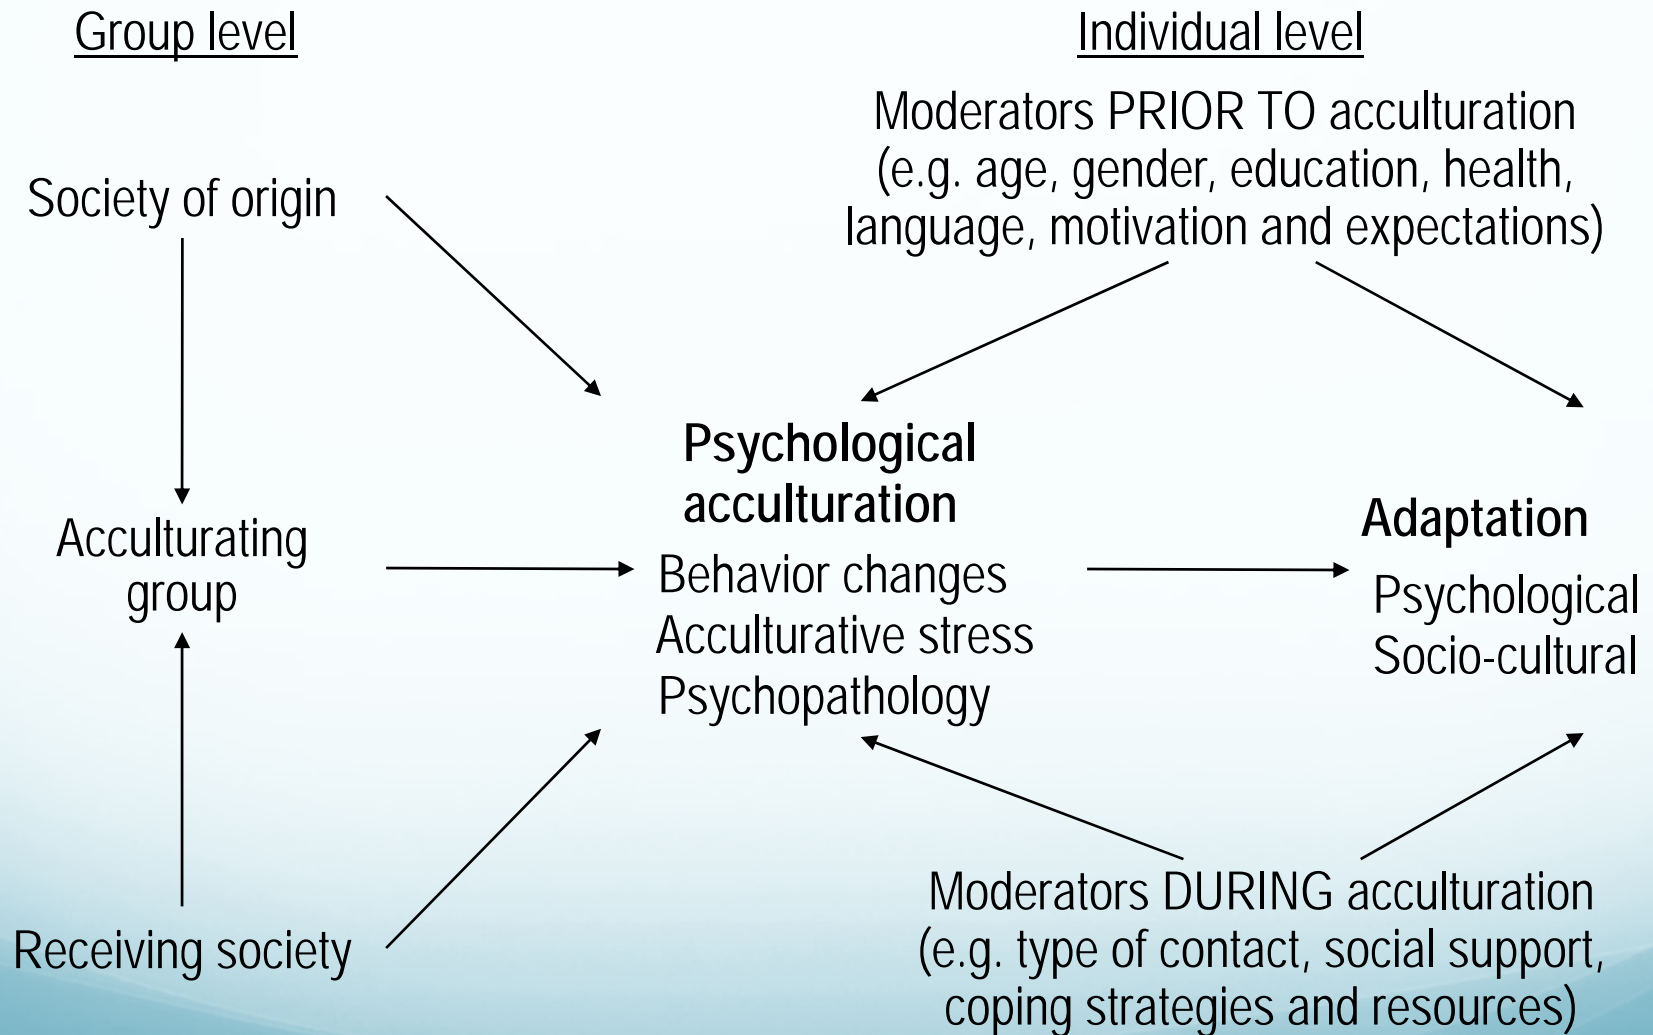 Group level
Individual level
Moderators PRIOR TO acculturation
(e.g. age, gender, education, health,
language, motivation and expectations)
Society of origin
Psychological
acculturation
Behavior changes
Acculturative stress
Psychopathology
Acculturating
group
Adaptation
Psychological
Socio-cultural
Receiving society
Moderators DURING acculturation
(e.g. type of contact, social support,
coping strategies and resources)